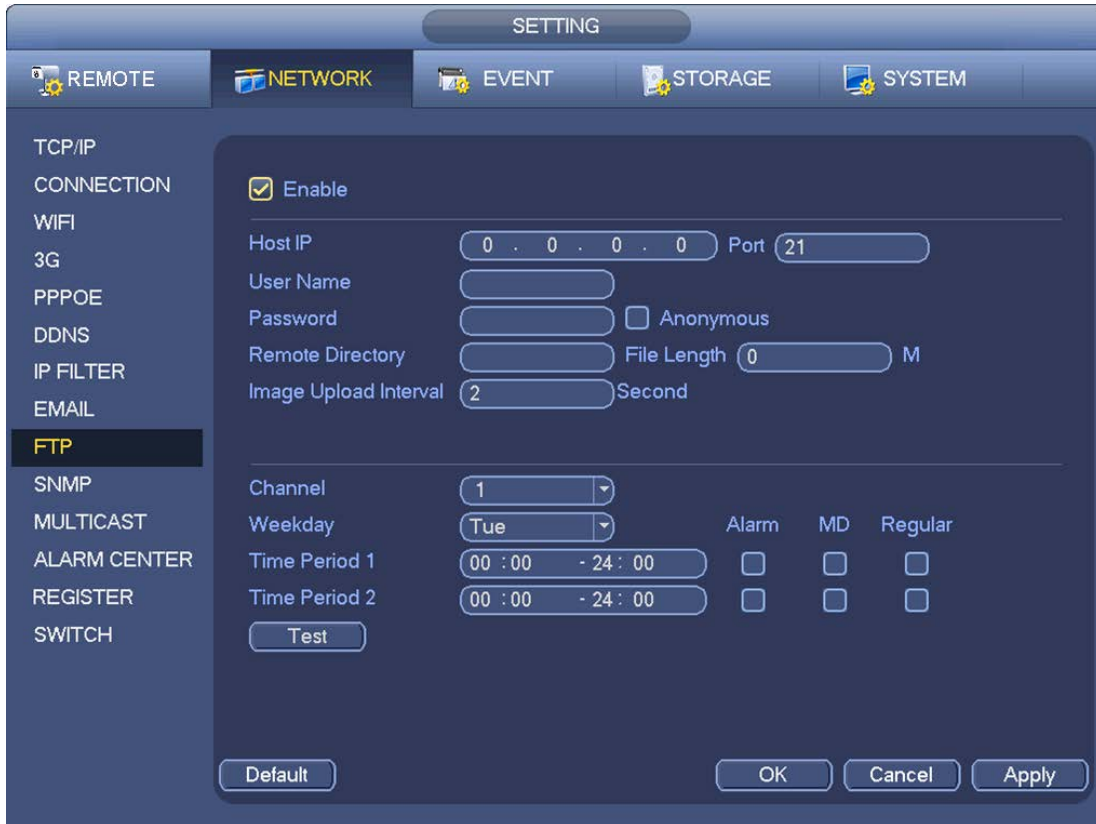 SETTING
REMOTE NETWORK EVENT STORAGE SYSTEM
TCP/IP
CONNECTION
WIFI
3G
PPPOE
DDNS
IP FILTER
EMAIL
FTP
SNMP
MULTICAST
ALARM CENTER
REGISTER
SWITCH
Enable
Host IP 0 . 0 . 0 . 0 Port 21
User Name
Password Anonymous
Remote Directory File Length 0 M
Image Upload Interval 2 Second
Channel 1
Weekday Tue Alarm MD Regular
Time Period 1 00 :00 - 24 : 00
Time Period 2 00 :00 - 24 : 00
Test
Default OK Cancel Apply